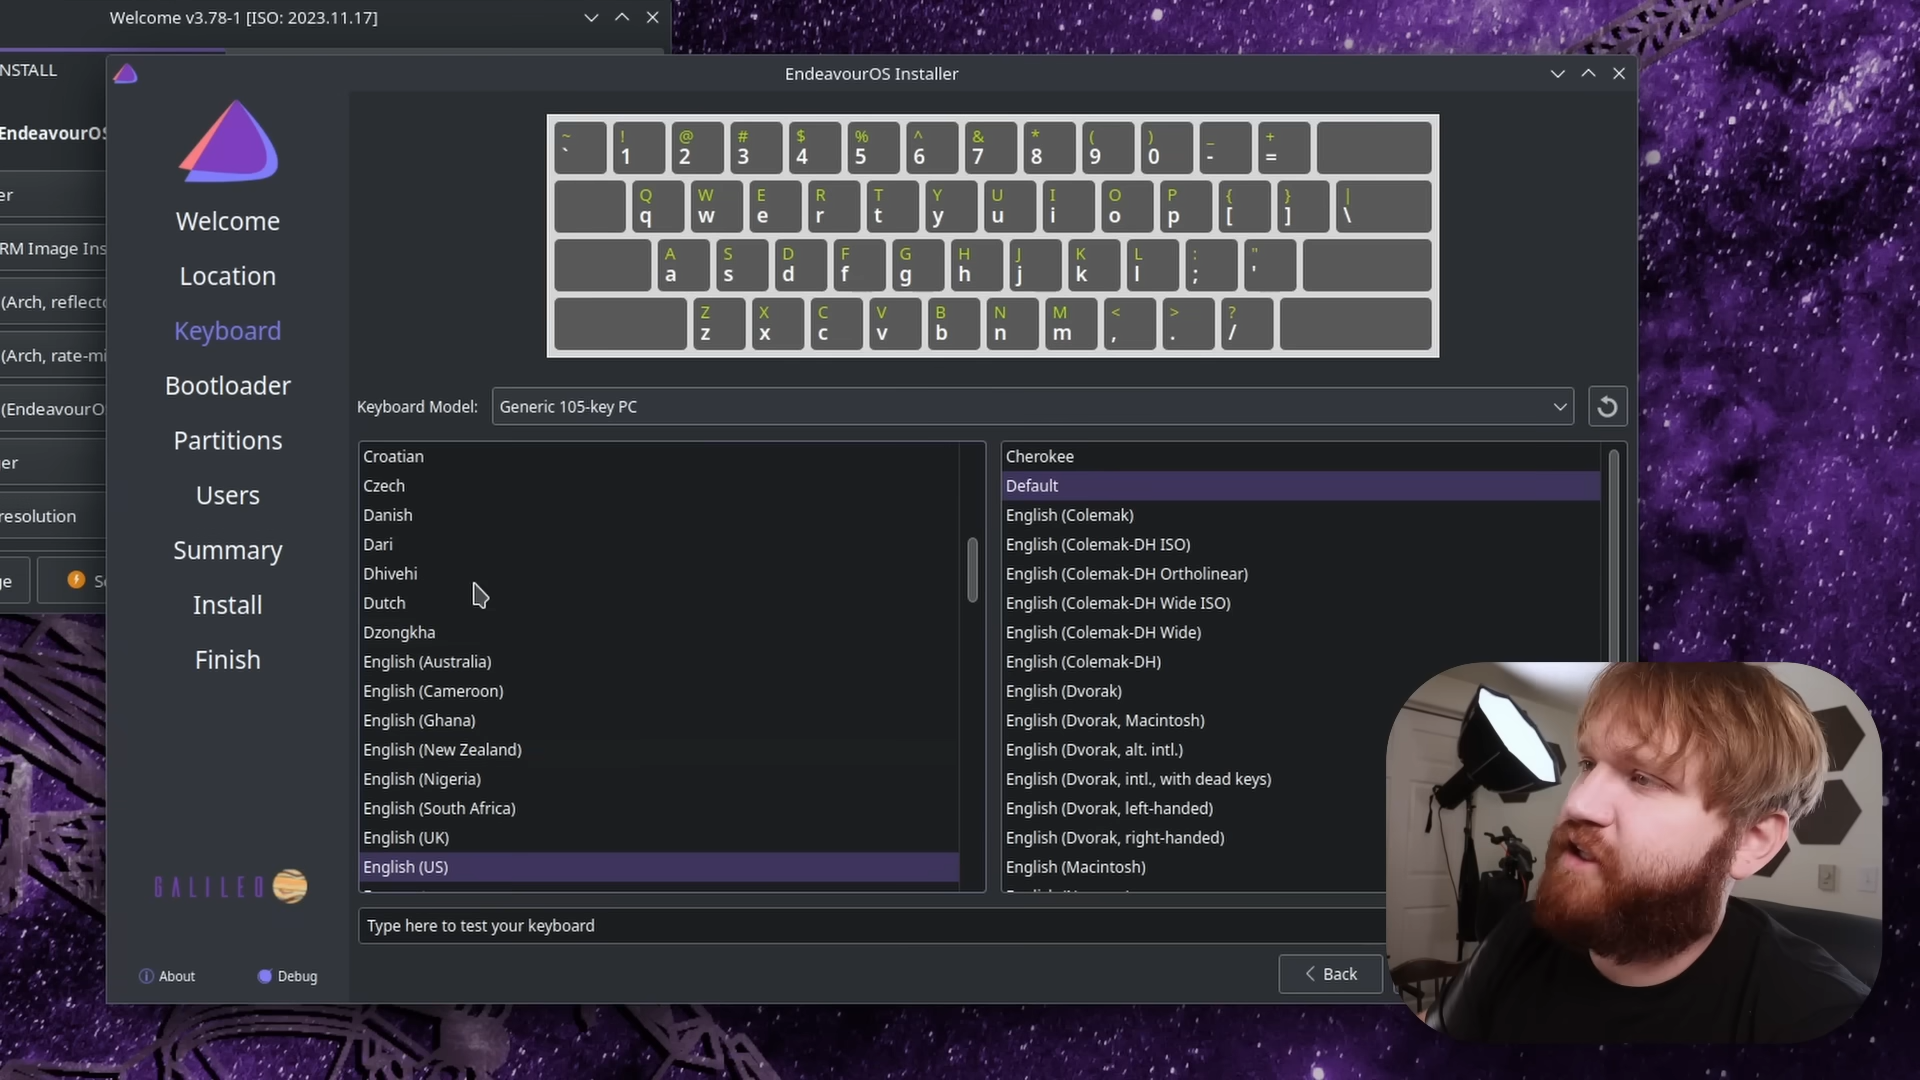 Welcome v3.78-1 [ISO: 2023.11.17]
NSTALL
EndeavourOS
er
RM Image Ins
(Arch, reflecto
(Arch, rate-mi
(EndeavourO
ger
resolution
ge
Se
EndeavourOS Installer
Welcome
Location
Keyboard
Bootloader
Partitions
Users
Summary
Install
Finish
GALILEO
About
Debug
~ ! @ # $ % ^ & * ( ) _ +
` 1 2 3 4 5 6 7 8 9 0 - =
Q W E R T Y U I O P { } |
q w e r t y u i o p [ ] \
A S D F G H J K L : "
a s d f g h j k l ; '
Z X C V B N M < > ?
z x c v b n m , . /
Keyboard Model:
Generic 105-key PC
Croatian
Czech
Danish
Dari
Dhivehi
Dutch
Dzongkha
English (Australia)
English (Cameroon)
English (Ghana)
English (New Zealand)
English (Nigeria)
English (South Africa)
English (UK)
English (US)
Cherokee
Default
English (Colemak)
English (Colemak-DH ISO)
English (Colemak-DH Ortholinear)
English (Colemak-DH Wide ISO)
English (Colemak-DH Wide)
English (Colemak-DH)
English (Dvorak)
English (Dvorak, Macintosh)
English (Dvorak, alt. intl.)
English (Dvorak, intl., with dead keys)
English (Dvorak, left-handed)
English (Dvorak, right-handed)
English (Macintosh)
Type here to test your keyboard
Back